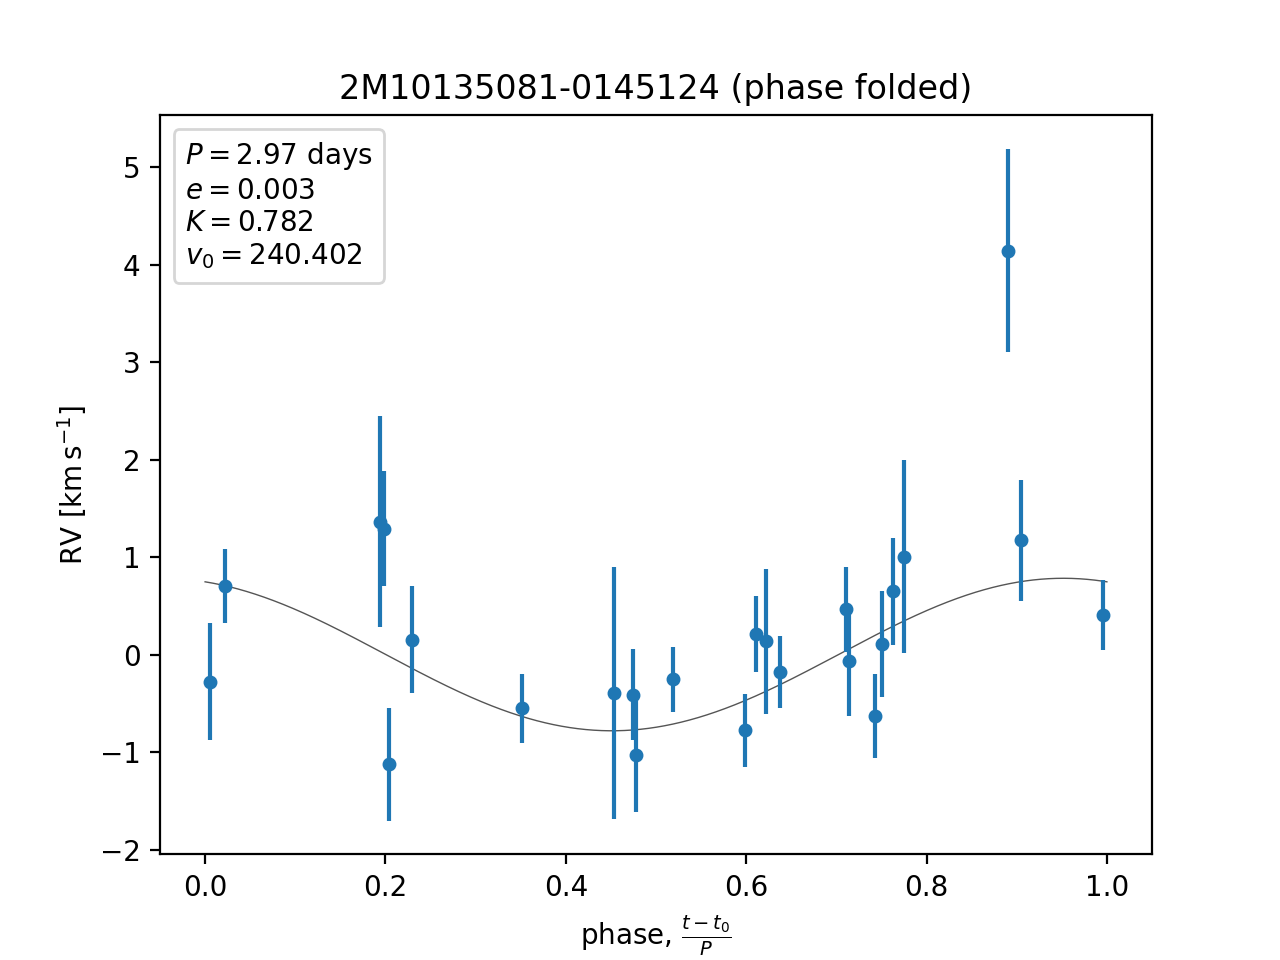 2M10135081-0145124 (phase folded)
P = 2.97 days
e = 0.003
K = 0.782
v₀ = 240.402
5
4
3
2
1
0
−1
−2
RV [km s⁻¹]
0.0 0.2 0.4 0.6 0.8 1.0
phase, (t − t₀)/P